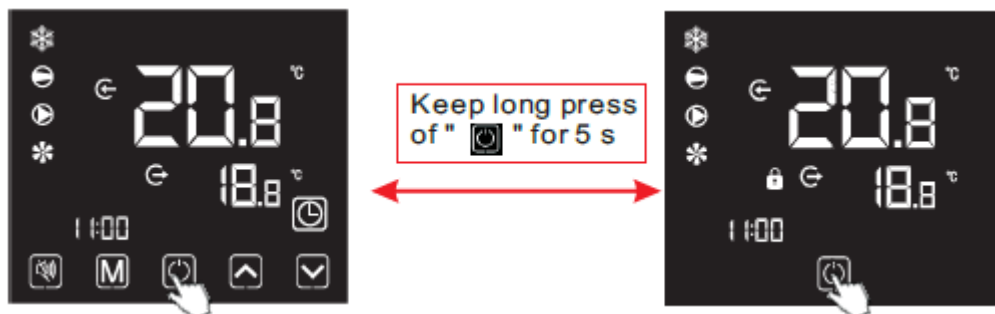 20.8 °C
18.8 °C
11:00
M
Keep long press
of " " for 5 s
20.8 °C
18.8 °C
11:00